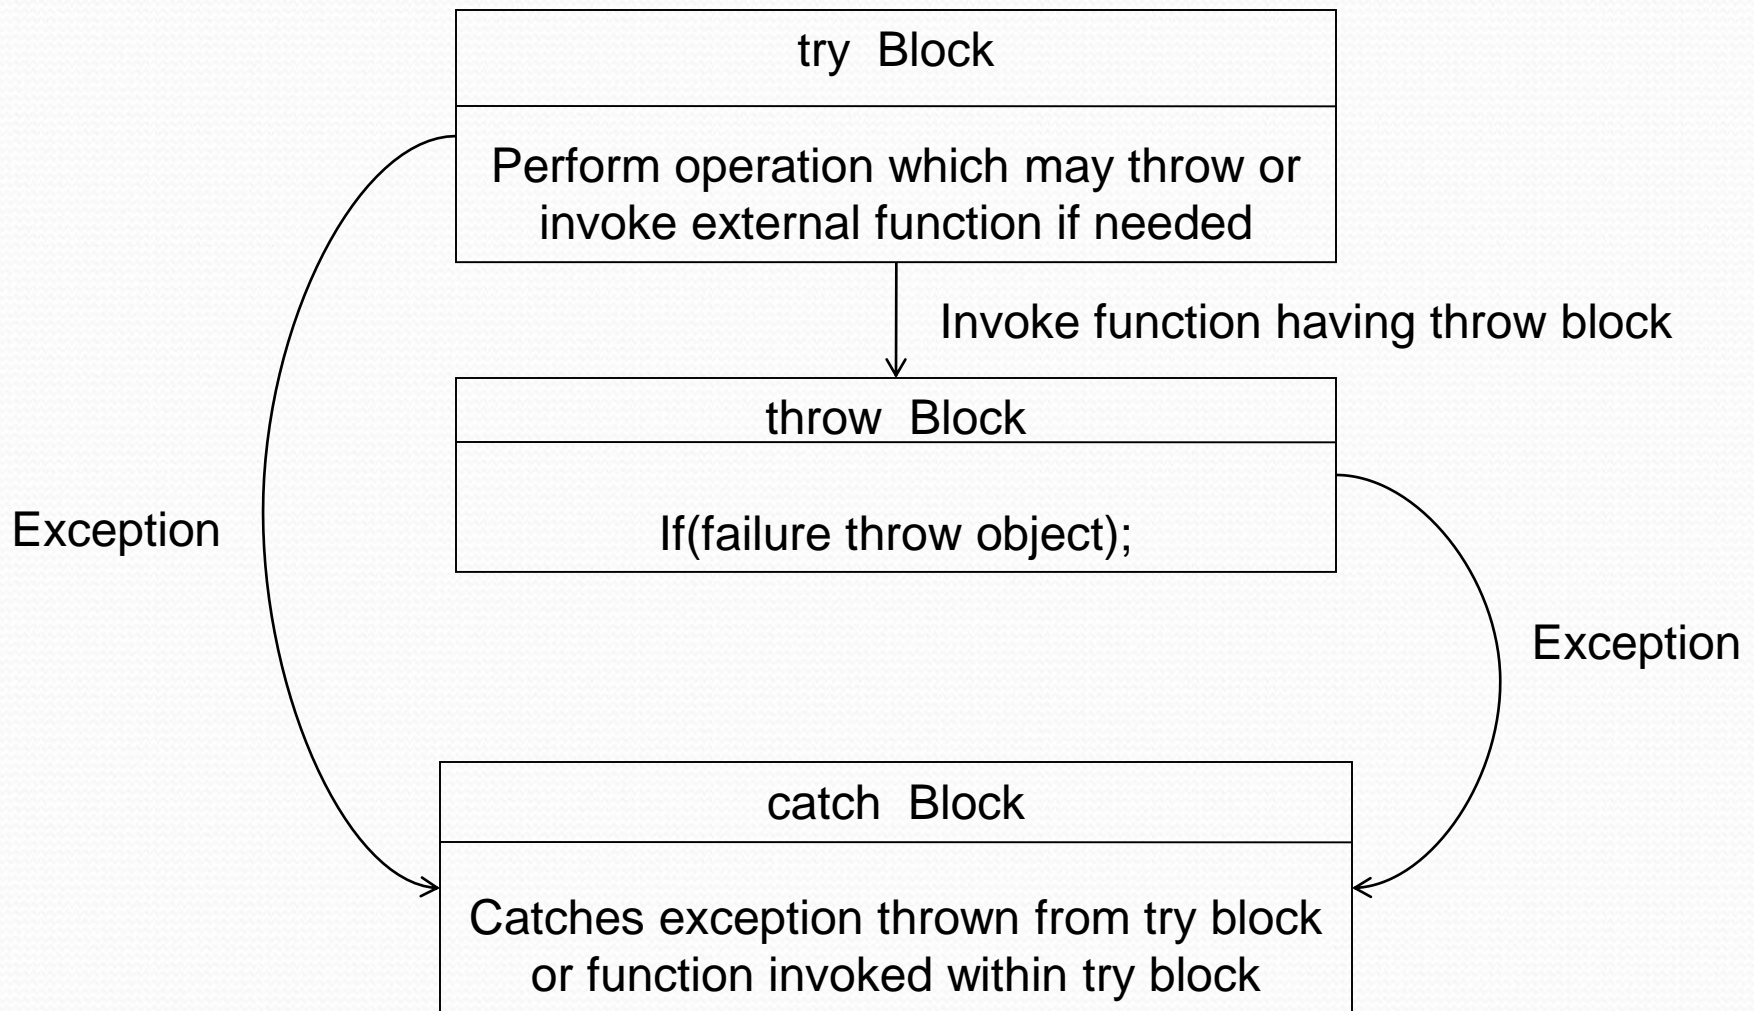 try Block
Perform operation which may throw or
invoke external function if needed
Invoke function having throw block
throw Block
If(failure throw object);
Exception
Exception
catch Block
Catches exception thrown from try block
or function invoked within try block